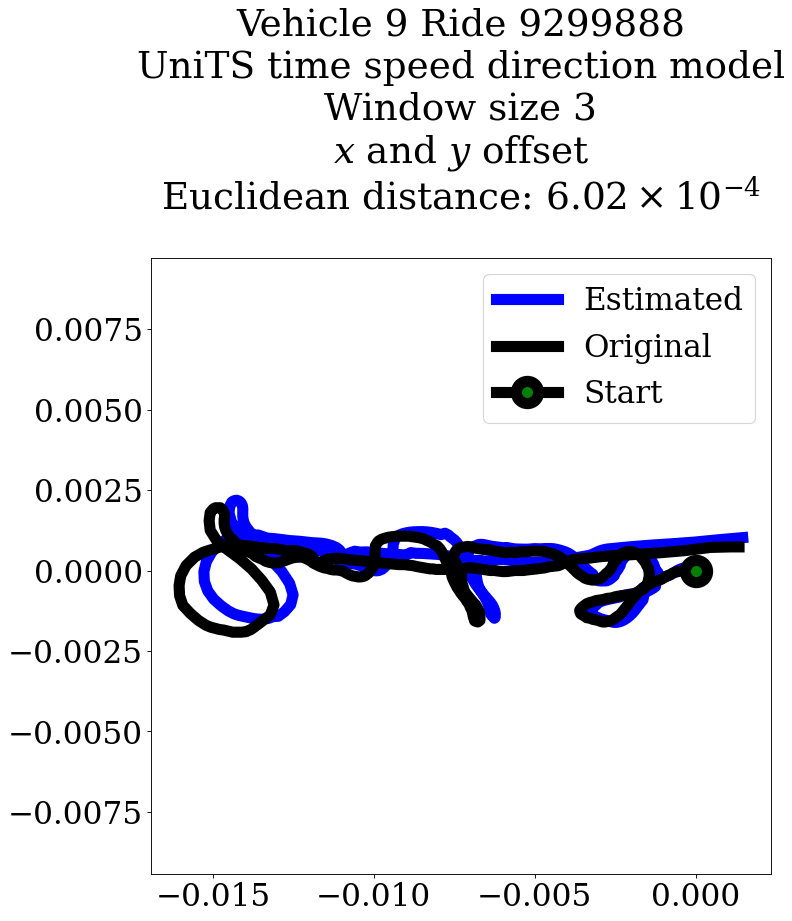 Vehicle 9 Ride 9299888
UniTS time speed direction model
Window size 3
x and y offset
Euclidean distance: 6.02 × 10⁻⁴
Estimated
Original
Start
0.0075
0.0050
0.0025
0.0000
−0.0025
−0.0050
−0.0075
−0.015 −0.010 −0.005 0.000